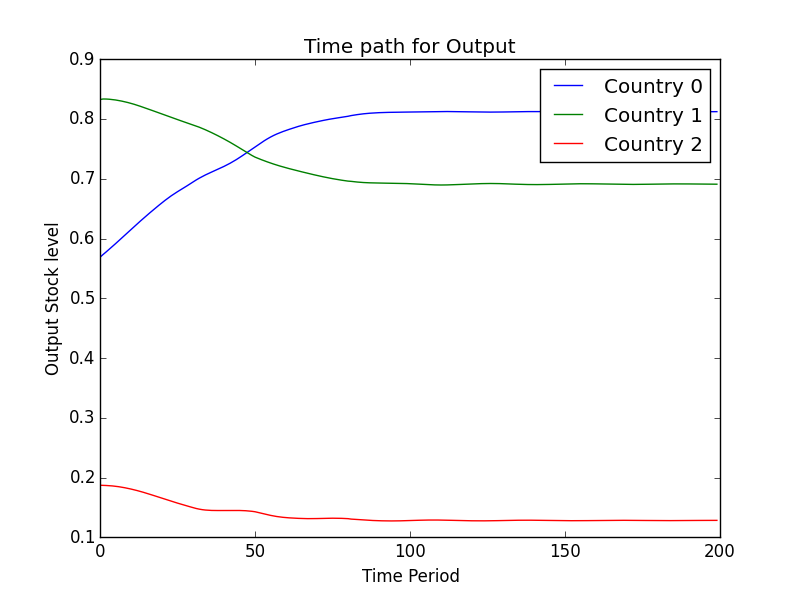 Time path for Output
0.9
0.8
0.7
0.6
0.5
0.4
0.3
0.2
0.1
Output Stock level
Country 0
Country 1
Country 2
0 50 100 150 200
Time Period